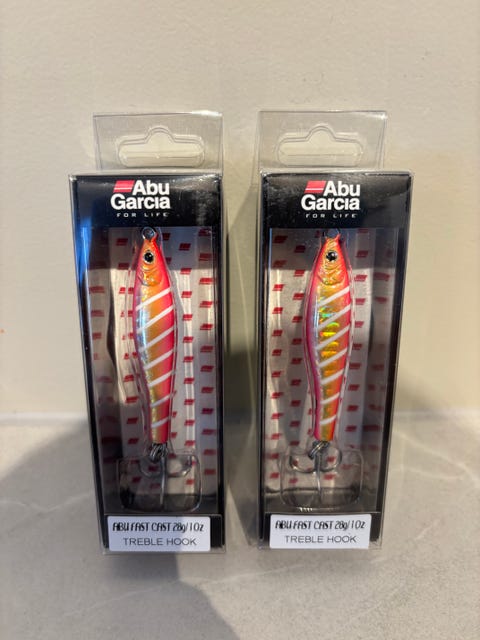 Abu
Garcia
FOR LIFE
ABU FAST CAST 28g/1Oz
TREBLE HOOK
Abu
Garcia
FOR LIFE
ABU FAST CAST 28g/1Oz
TREBLE HOOK